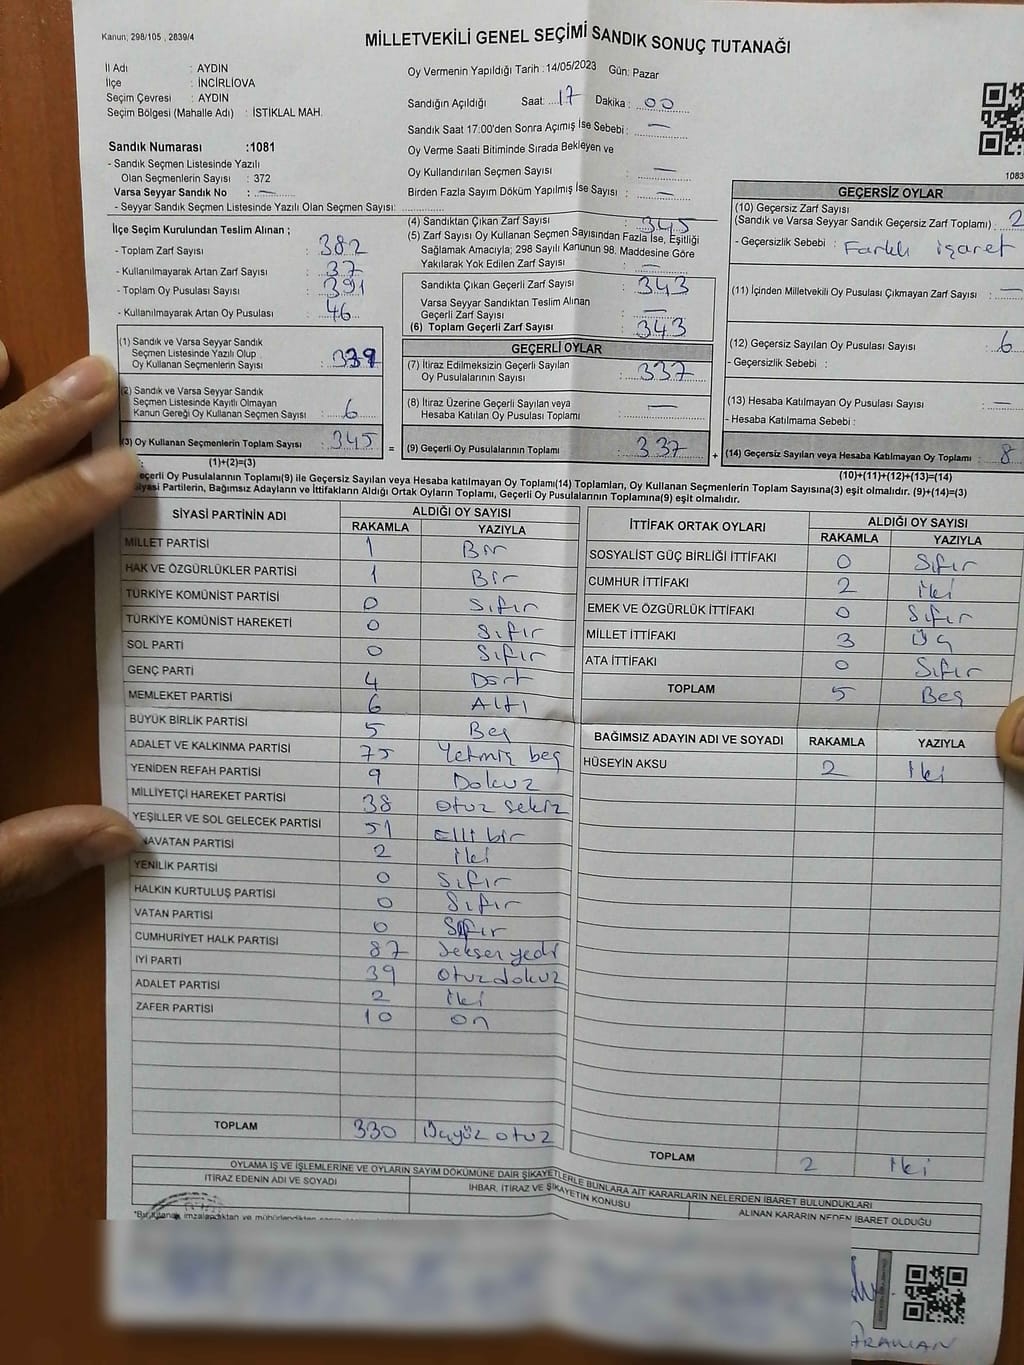 Kanun; 298/105 , 2839/4
MİLLETVEKİLİ GENEL SEÇİMİ SANDIK SONUÇ TUTANAĞI
İl Adı : AYDIN
İlçe : İNCİRLİOVA
Seçim Çevresi : AYDIN
Seçim Bölgesi (Mahalle Adı) : İSTİKLAL MAH.
Oy Vermenin Yapıldığı Tarih :14/05/2023 Gün: Pazar
Sandığın Açıldığı Saat: 17 Dakika : 00
Sandık Saat 17:00'den Sonra Açımış İse Sebebi : —
Oy Verme Saati Bitiminde Sırada Bekleyen ve
Oy Kullandırılan Seçmen Sayısı : —
Birden Fazla Sayım Döküm Yapılmış İse Sayısı : —
Sandık Numarası :1081
- Sandık Seçmen Listesinde Yazılı
Olan Seçmenlerin Sayısı : 372
Varsa Seyyar Sandık No : —
- Seyyar Sandık Seçmen Listesinde Yazılı Olan Seçmen Sayısı:
1083
İlçe Seçim Kurulundan Teslim Alınan ;
- Toplam Zarf Sayısı : 382
- Kullanılmayarak Artan Zarf Sayısı : 37
- Toplam Oy Pusulası Sayısı : 391
- Kullanılmayarak Artan Oy Pusulası : 46
(1) Sandık ve Varsa Seyyar Sandık
Seçmen Listesinde Yazılı Olup
Oy Kullanan Seçmenlerin Sayısı : 339
(2) Sandık ve Varsa Seyyar Sandık
Seçmen Listesinde Kayıtlı Olmayan
Kanun Gereği Oy Kullanan Seçmen Sayısı : 6
(3) Oy Kullanan Seçmenlerin Toplam Sayısı : 345 =
(1)+(2)=(3)
(4) Sandıktan Çıkan Zarf Sayısı : 345
(5) Zarf Sayısı Oy Kullanan Seçmen Sayısından Fazla İse, Eşitliği
Sağlamak Amacıyla; 298 Sayılı Kanunun 98. Maddesine Göre
Yakılarak Yok Edilen Zarf Sayısı : —
Sandıkta Çıkan Geçerli Zarf Sayısı : 343
Varsa Seyyar Sandıktan Teslim Alınan
Geçerli Zarf Sayısı : —
(6) Toplam Geçerli Zarf Sayısı : 343
GEÇERLİ OYLAR
(7) İtiraz Edilmeksizin Geçerli Sayılan
Oy Pusulalarının Sayısı : 337
(8) İtiraz Üzerine Geçerli Sayılan veya
Hesaba Katılan Oy Pusulası Toplamı : —
(9) Geçerli Oy Pusulalarının Toplamı : 337 +
GEÇERSİZ OYLAR
(10) Geçersiz Zarf Sayısı
(Sandık ve Varsa Seyyar Sandık Geçersiz Zarf Toplamı) : 2
- Geçersizlik Sebebi : Farklı işaret
(11) İçinden Milletvekili Oy Pusulası Çıkmayan Zarf Sayısı : —
(12) Geçersiz Sayılan Oy Pusulası Sayısı : 6
- Geçersizlik Sebebi :
(13) Hesaba Katılmayan Oy Pusulası Sayısı : —
- Hesaba Katılmama Sebebi :
(14) Geçersiz Sayılan veya Hesaba Katılmayan Oy Toplamı : 8
(10)+(11)+(12)+(13)=(14)
eçerli Oy Pusulalarının Toplamı(9) ile Geçersiz Sayılan veya Hesaba Katılmayan Oy Toplamı(14) Toplamları, Oy Kullanan Seçmenlerin Toplam Sayısına(3) eşit olmalıdır. (9)+(14)=(3)
Siyasi Partilerin, Bağımsız Adayların ve İttifakların Aldığı Ortak Oyların Toplamı, Geçerli Oy Pusulalarının Toplamına(9) eşit olmalıdır.
SİYASİ PARTİNİN ADI ALDIĞI OY SAYISI
RAKAMLA YAZIYLA
MİLLET PARTİSİ 1 Bir
HAK VE ÖZGÜRLÜKLER PARTİSİ 1 Bir
TÜRKİYE KOMÜNİST PARTİSİ 0 Sıfır
TÜRKİYE KOMÜNİST HAREKETİ 0 Sıfır
SOL PARTİ 0 Sıfır
GENÇ PARTİ 4 Dört
MEMLEKET PARTİSİ 6 Altı
BÜYÜK BİRLİK PARTİSİ 5 Beş
ADALET VE KALKINMA PARTİSİ 75 Yetmiş beş
YENİDEN REFAH PARTİSİ 9 Dokuz
MİLLİYETÇİ HAREKET PARTİSİ 38 otuz sekiz
YEŞİLLER VE SOL GELECEK PARTİSİ 51 Elli bir
NAVATAN PARTİSİ 2 iki
YENİLİK PARTİSİ 0 Sıfır
HALKIN KURTULUŞ PARTİSİ 0 Sıfır
VATAN PARTİSİ 0 Sıfır
CUMHURİYET HALK PARTİSİ 87 Seksen yedi
İYİ PARTİ 39 Otuz dokuz
ADALET PARTİSİ 2 iki
ZAFER PARTİSİ 10 on
TOPLAM 330 Üçyüz otuz
İTTİFAK ORTAK OYLARI ALDIĞI OY SAYISI
RAKAMLA YAZIYLA
SOSYALİST GÜÇ BİRLİĞİ İTTİFAKI 0 Sıfır
CUMHUR İTTİFAKI 2 iki
EMEK VE ÖZGÜRLÜK İTTİFAKI 0 Sıfır
MİLLET İTTİFAKI 3 Üç
ATA İTTİFAKI 0 Sıfır
TOPLAM 5 Beş
BAĞIMSIZ ADAYIN ADI VE SOYADI RAKAMLA YAZIYLA
HÜSEYİN AKSU 2 İki
TOPLAM 2 iki
OYLAMA İŞ VE İŞLEMLERİNE VE OYLARIN SAYIM DÖKÜMÜNE DAİR ŞİKAYETLERLE BUNLARA AİT KARARLARIN NELERDEN İBARET BULUNDUKLARI
İTİRAZ EDENİN ADI VE SOYADI İHBAR, İTİRAZ VE ŞİKAYETİN KONUSU ALINAN KARARIN NEDEN İBARET OLDUĞU